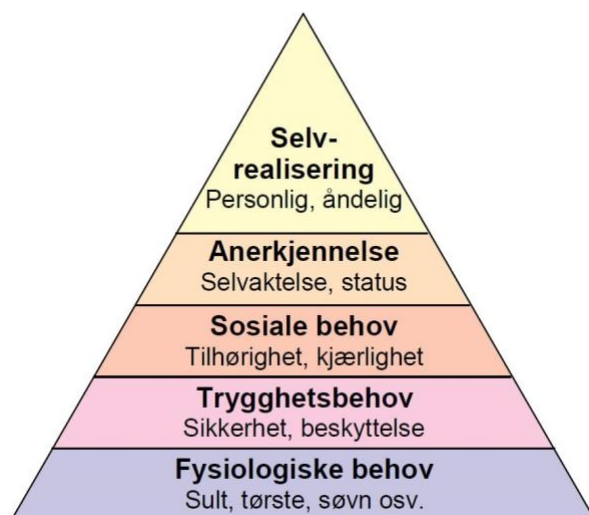 Selv-
realisering
Personlig, åndelig
Anerkjennelse
Selvaktelse, status
Sosiale behov
Tilhørighet, kjærlighet
Trygghetsbehov
Sikkerhet, beskyttelse
Fysiologiske behov
Sult, tørste, søvn osv.